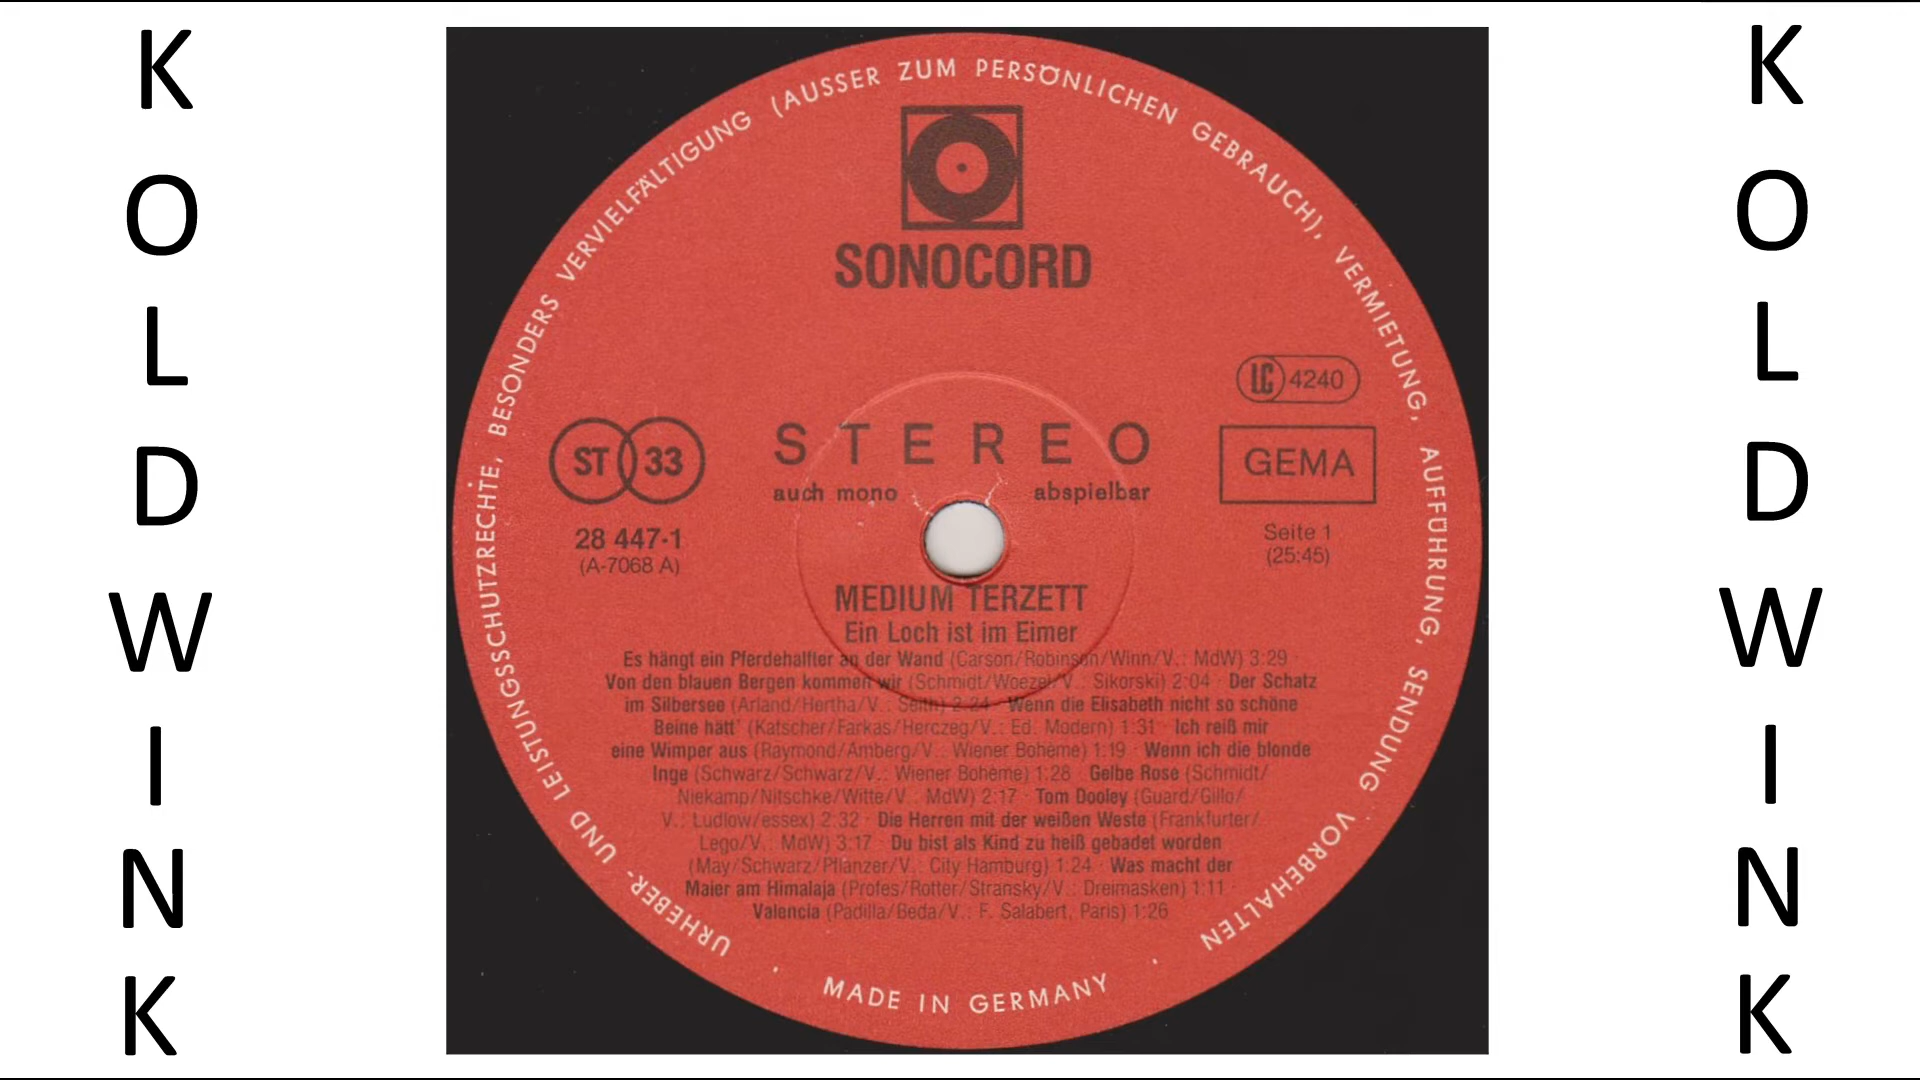 K
O
L
D
W
I
N
K
URHEBER- UND LEISTUNGSSCHUTZRECHTE, BESONDERS VERVIELFÄLTIGUNG (AUSSER ZUM PERSÖNLICHEN GEBRAUCH), VERMIETUNG, AUFFÜHRUNG, SENDUNG VORBEHALTEN
SONOCORD
LC 4240
STEREO
ST 33
GEMA
auch mono abspielbar
28 447-1
(A-7068 A)
Seite 1
(25:45)
MEDIUM TERZETT
Ein Loch ist im Eimer
Es hängt ein Pferdehalfter an der Wand (Carson/Robinson/Winn/V.: MdW) 3:29 ·
Von den blauen Bergen kommen wir (Schmidt/Woezel/V.: Sikorski) 2:04 · Der Schatz
im Silbersee (Arland/Hertha/V.: Seith) 2:24 · Wenn die Elisabeth nicht so schöne
Beine hätt' (Katscher/Farkas/Herczeg/V.: Ed. Modern) 1:31 · Ich reiß mir
eine Wimper aus (Raymond/Amberg/V.: Wiener Bohème) 1:19 · Wenn ich die blonde
Inge (Schwarz/Schwarz/V.: Wiener Bohème) 1:28 · Gelbe Rose (Schmidt/
Niekamp/Nitschke/Witte/V.: MdW) 2:17 · Tom Dooley (Guard/Gillo/
V.: Ludlow/essex) 2:32 · Die Herren mit der weißen Weste (Frankfurter/
Lego/V.: MdW) 3:17 · Du bist als Kind zu heiß gebadet worden
(May/Schwarz/Pflanzer/V.: City Hamburg) 1:24 · Was macht der
Maier am Himalaja (Profes/Rotter/Stransky/V.: Dreimasken) 1:11 ·
Valencia (Padilla/Beda/V.: F. Salabert, Paris) 1:26
· MADE IN GERMANY ·
K
O
L
D
W
I
N
K